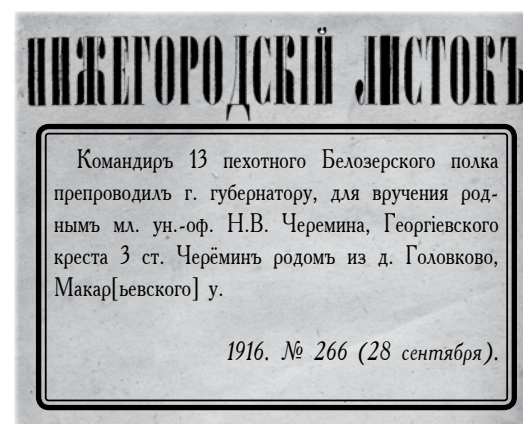 НИЖЕГОРОДСКІЙ ЛИСТОКЪ
Командиръ 13 пехотного Белозерского полка
препроводилъ г. губернатору, для вручения род-
нымъ мл. ун.-оф. Н.В. Черемина, Георгіевского
креста 3 ст. Черёминъ родомъ из д. Головково,
Макар[ьевского] у.
1916. № 266 (28 сентября).